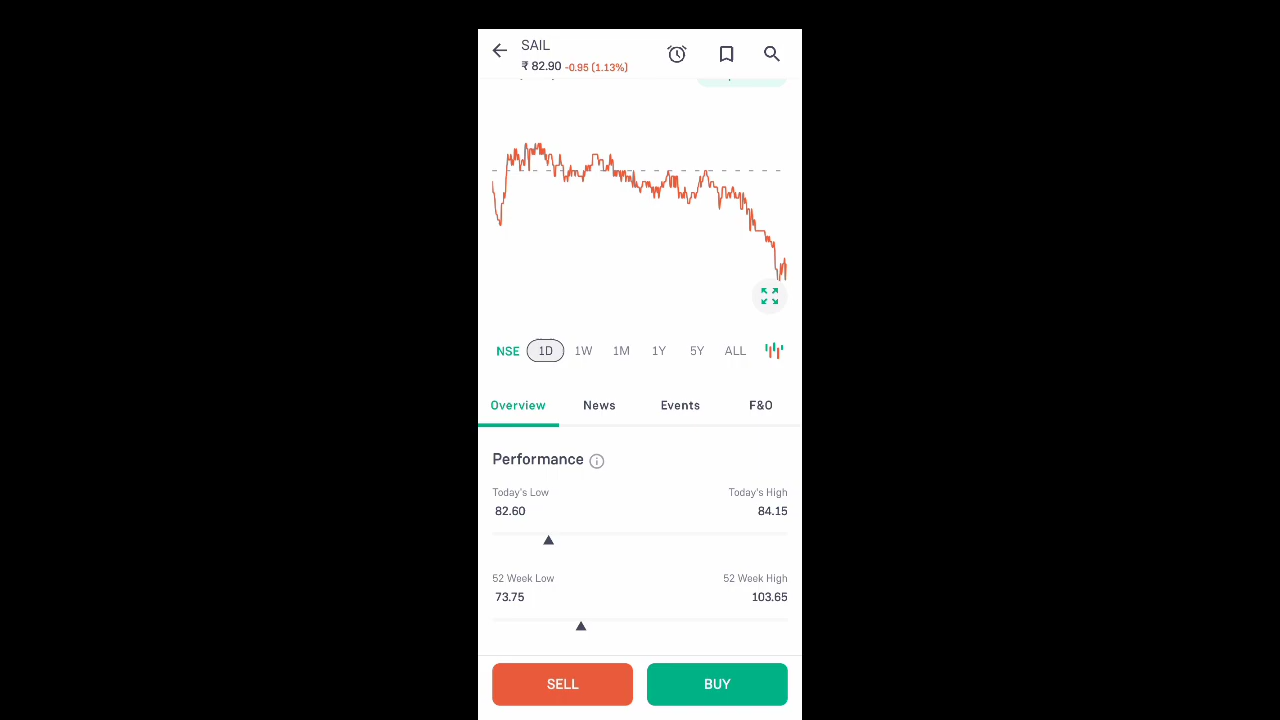 SAIL
₹ 82.90 -0.95 (1.13%)
NSE 1D 1W 1M 1Y 5Y ALL
Overview News Events F&O
Performance
Today's Low Today's High
82.60 84.15
52 Week Low 52 Week High
73.75 103.65
SELL BUY